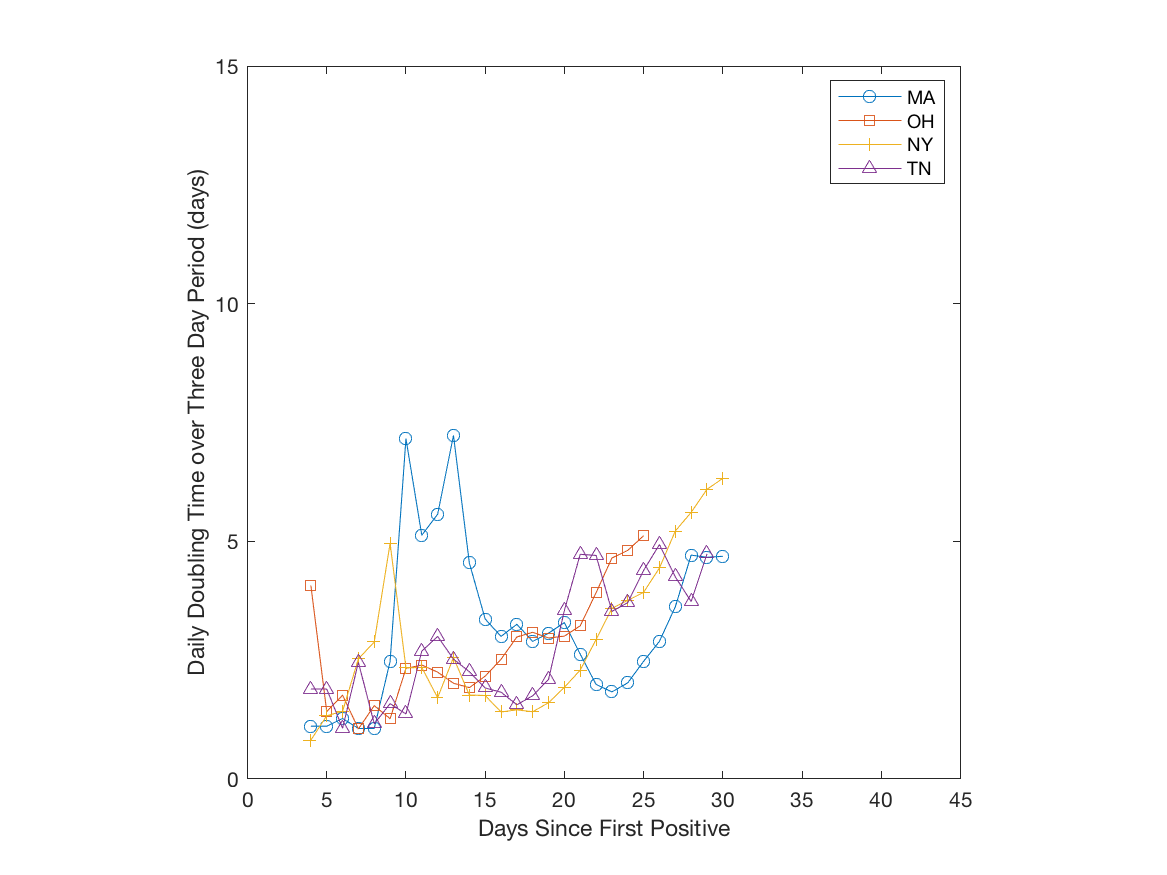 15
10
5
0
0 5 10 15 20 25 30 35 40 45
Daily Doubling Time over Three Day Period (days)
Days Since First Positive
MA
OH
NY
TN